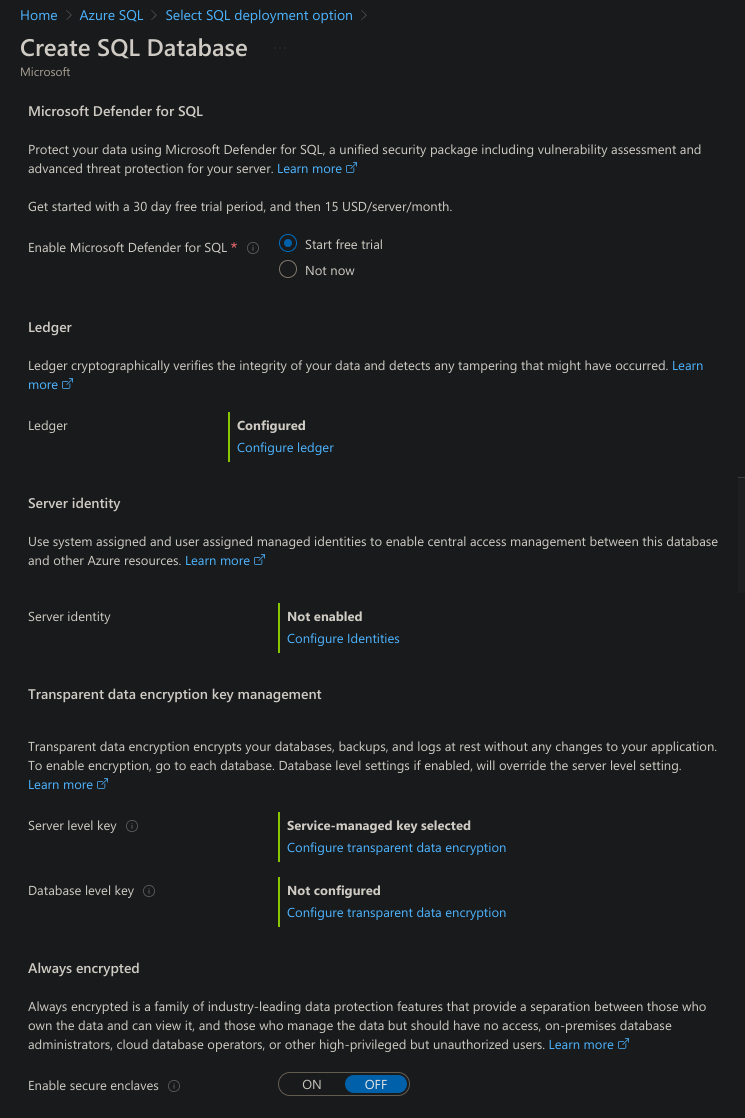 Home > Azure SQL > Select SQL deployment option >
Create SQL Database
Microsoft
Microsoft Defender for SQL
Protect your data using Microsoft Defender for SQL, a unified security package including vulnerability assessment and
advanced threat protection for your server. Learn more
Get started with a 30 day free trial period, and then 15 USD/server/month.
Enable Microsoft Defender for SQL *
Start free trial
Not now
Ledger
Ledger cryptographically verifies the integrity of your data and detects any tampering that might have occurred. Learn
more
Ledger
Configured
Configure ledger
Server identity
Use system assigned and user assigned managed identities to enable central access management between this database
and other Azure resources. Learn more
Server identity
Not enabled
Configure Identities
Transparent data encryption key management
Transparent data encryption encrypts your databases, backups, and logs at rest without any changes to your application.
To enable encryption, go to each database. Database level settings if enabled, will override the server level setting.
Learn more
Server level key
Service-managed key selected
Configure transparent data encryption
Database level key
Not configured
Configure transparent data encryption
Always encrypted
Always encrypted is a family of industry-leading data protection features that provide a separation between those who
own the data and can view it, and those who manage the data but should have no access, on-premises database
administrators, cloud database operators, or other high-privileged but unauthorized users. Learn more
Enable secure enclaves
ON OFF